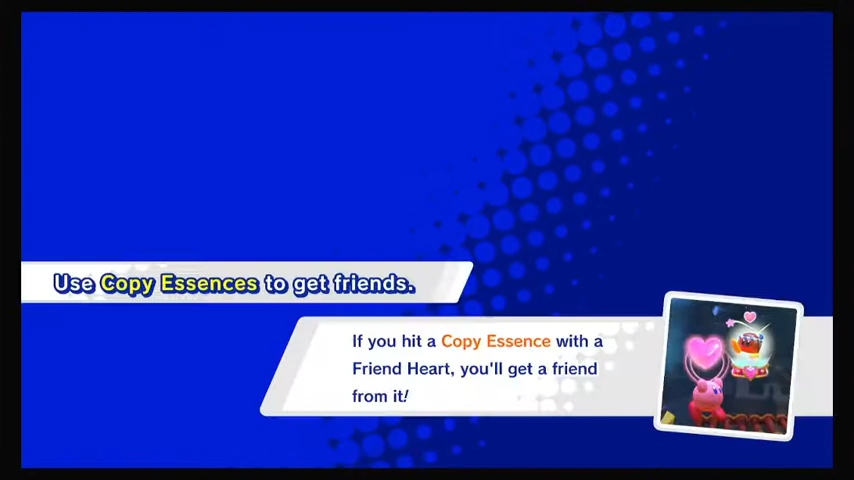 Use Copy Essences to get friends.
If you hit a Copy Essence with a
Friend Heart, you'll get a friend
from it!